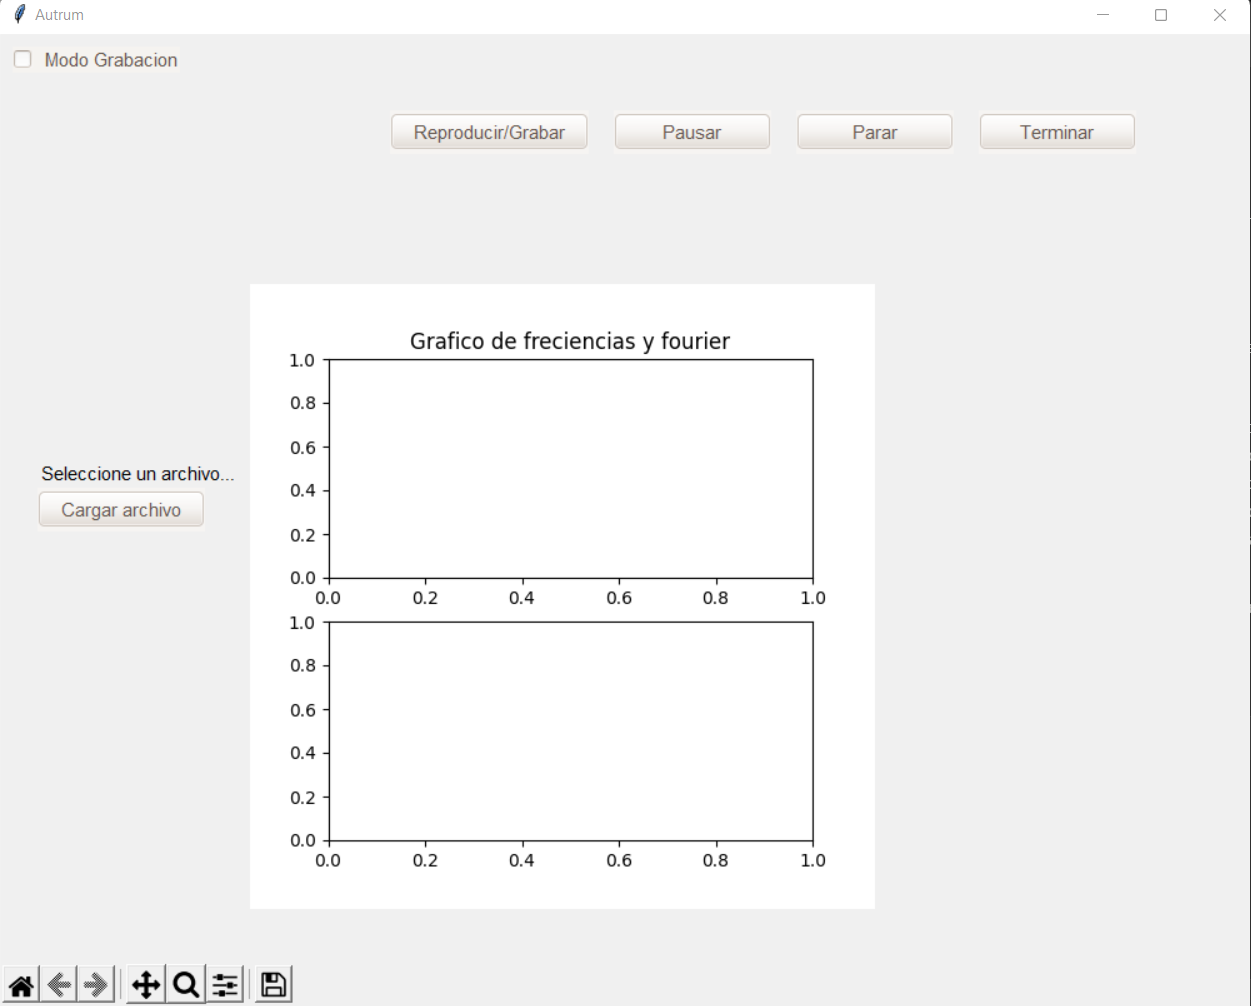 Autrum
Modo Grabacion
Reproducir/Grabar Pausar Parar Terminar
Grafico de freciencias y fourier
1.0
0.8
0.6
0.4
0.2
0.0
0.0 0.2 0.4 0.6 0.8 1.0
Seleccione un archivo...
Cargar archivo
1.0
0.8
0.6
0.4
0.2
0.0
0.0 0.2 0.4 0.6 0.8 1.0